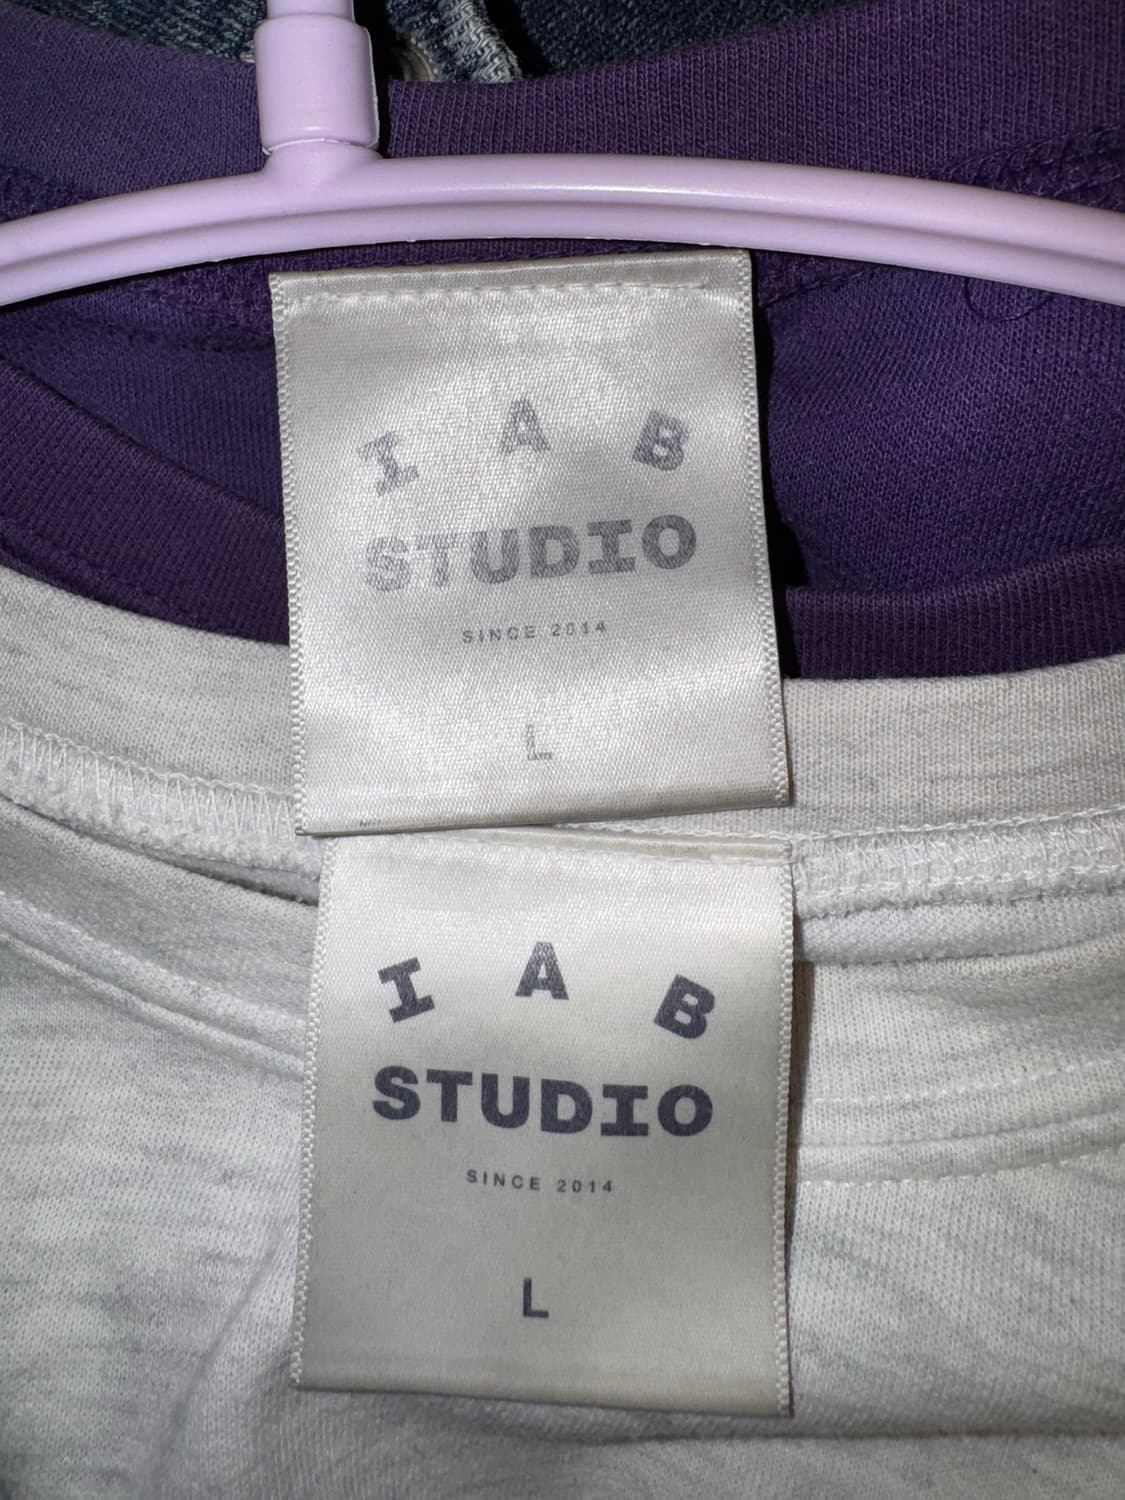 I A B
STUDIO
SINCE 2014
L
I A B
STUDIO
SINCE 2014
L